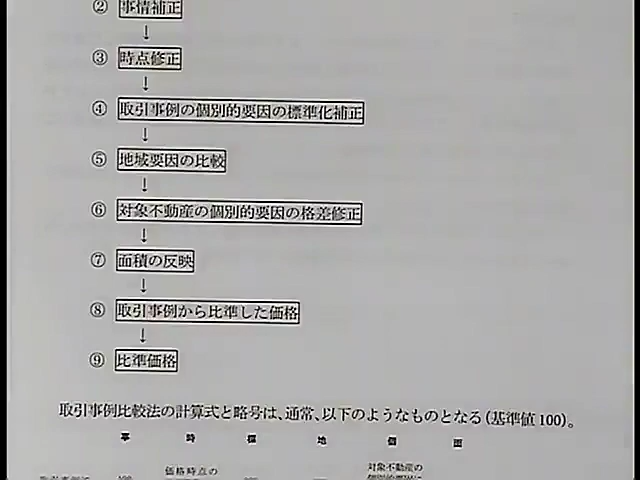 ② 事情補正
↓
③ 時点修正
↓
④ 取引事例の個別的要因の標準化補正
↓
⑤ 地域要因の比較
↓
⑥ 対象不動産の個別的要因の格差修正
↓
⑦ 面積の反映
↓
⑧ 取引事例から比準した価格
↓
⑨ 比準価格
取引事例比較法の計算式と略号は、通常、以下のようなものとなる(基準値100)。
事 時 標 地 個 面
価格時点の 対象不動産の